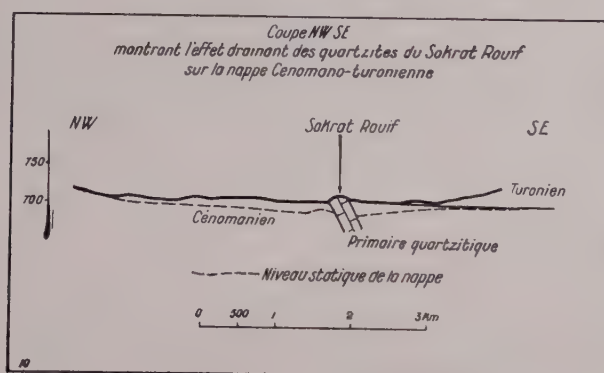 Coupe NW SE
montrant l'effet drainant des quartzites du Sokrat Rouif
sur la nappe Cenomano-turonienne
NW
Sokrat Rouif
SE
750
700
Turonien
Cénomanien
Primaire quartzitique
Niveau statique de la nappe
0 500 1 2 3 Km
19